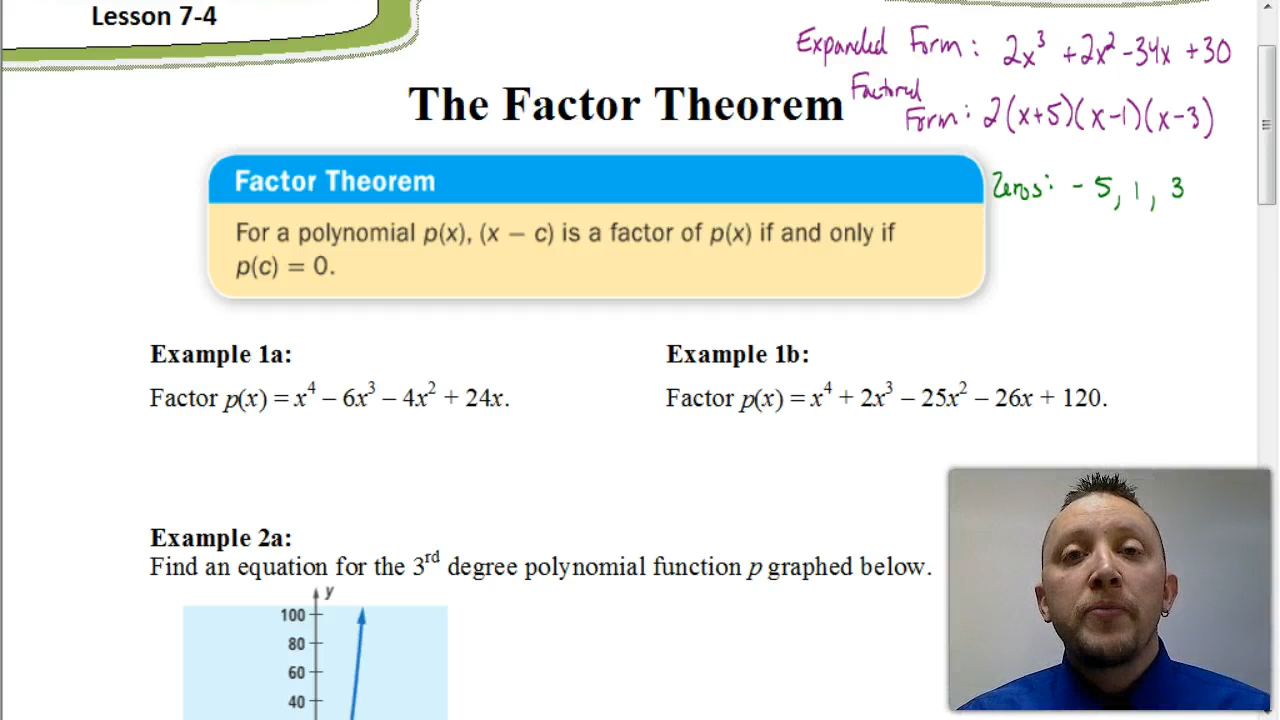 Lesson 7-4
Expanded Form: 2x³ + 2x² - 34x + 30
The Factor Theorem
Factored
Form: 2(x+5)(x-1)(x-3)
Factor Theorem
Zeros: -5, 1, 3
For a polynomial p(x), (x − c) is a factor of p(x) if and only if
p(c) = 0.
Example 1a:
Factor p(x) = x⁴ – 6x³ – 4x² + 24x.
Example 1b:
Factor p(x) = x⁴ + 2x³ – 25x² – 26x + 120.
Example 2a:
Find an equation for the 3rd degree polynomial function p graphed below.
y
100
80
60
40